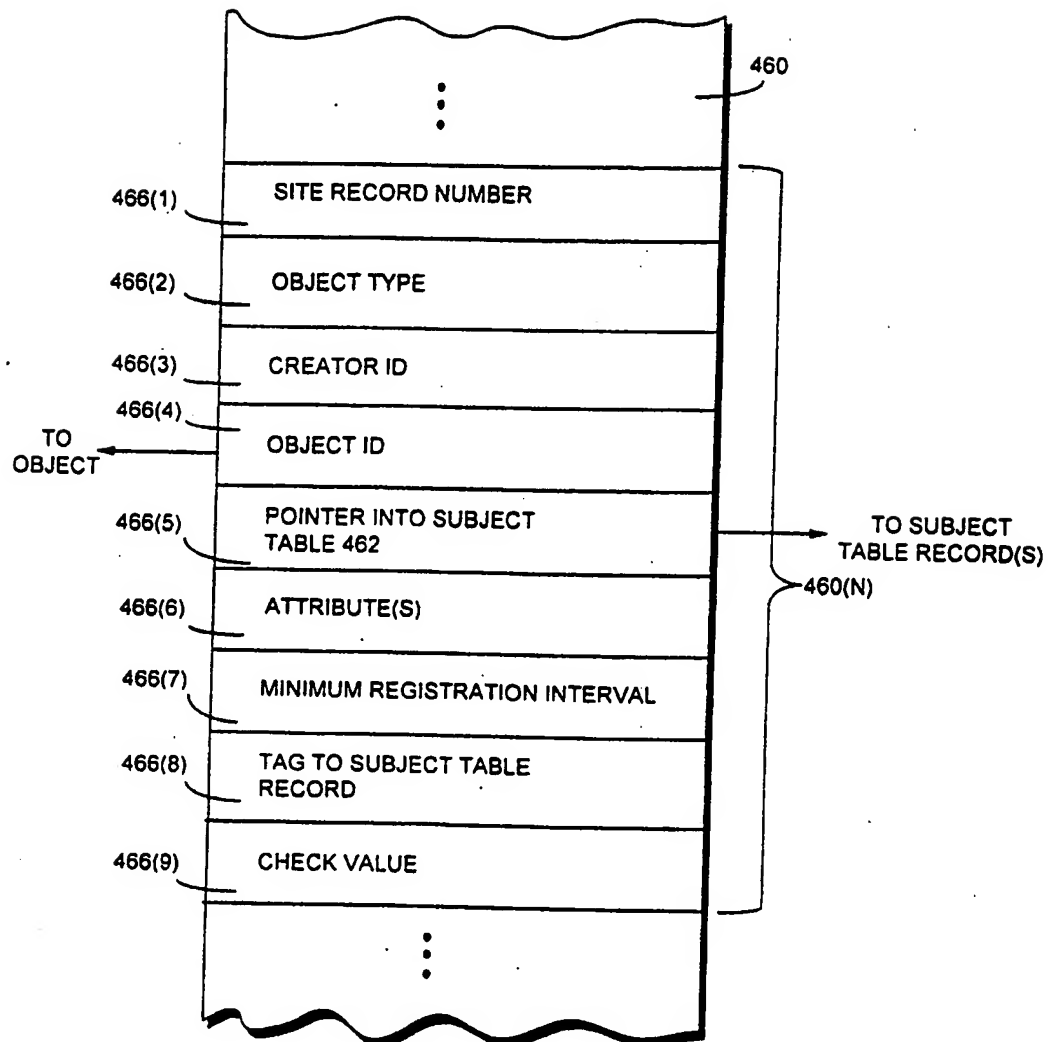 460
466(1)
SITE RECORD NUMBER
466(2)
OBJECT TYPE
466(3)
CREATOR ID
466(4)
OBJECT ID
TO
OBJECT
466(5)
POINTER INTO SUBJECT
TABLE 462
TO SUBJECT
TABLE RECORD(S)
460(N)
466(6)
ATTRIBUTE(S)
466(7)
MINIMUM REGISTRATION INTERVAL
466(8)
TAG TO SUBJECT TABLE
RECORD
466(9)
CHECK VALUE